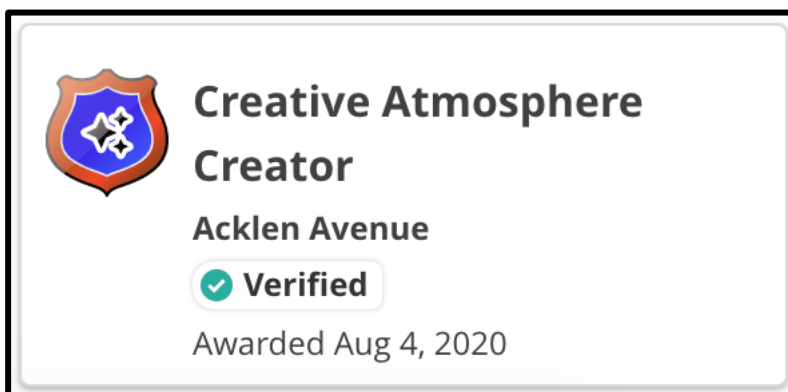 Creative Atmosphere
Creator
Acklen Avenue
Verified
Awarded Aug 4, 2020